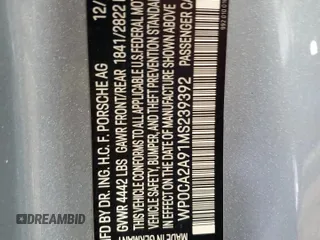 12/
MFD BY DR. ING. H.C. F. PORSCHE AG
GVWR 4442 LBS GAWR FRONT/REAR 1841/2822
THIS VEHICLE CONFORMS TO ALL APPLICABLE U.S. FEDERAL MOTOR
VEHICLE SAFETY, BUMPER, AND THEFT PREVENTION STANDARDS
IN EFFECT ON THE DATE OF MANUFACTURE SHOWN ABOVE
WP0CA2A91MS239392 PASSENGER CA
MADE IN GERMANY
DREAMBID